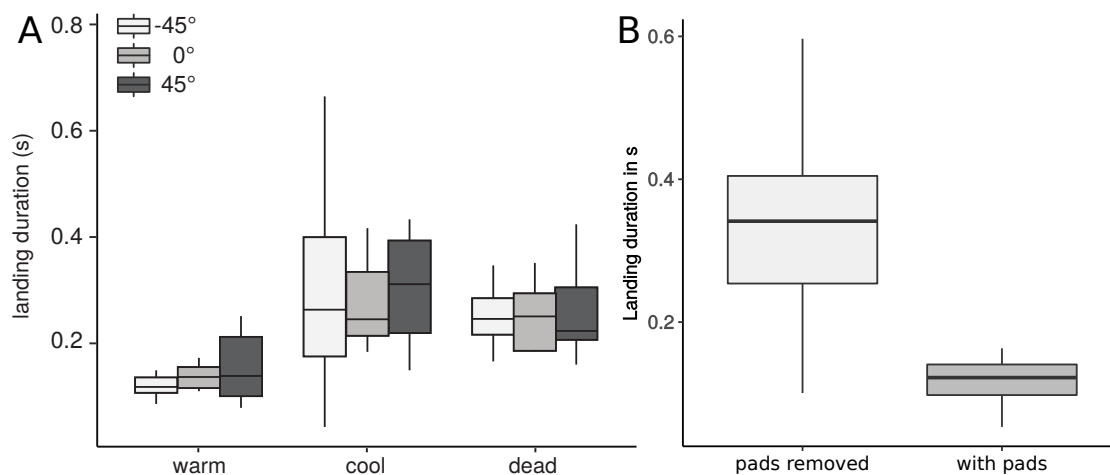 A
-45°
0°
45°
landing duration (s)
0.8
0.6
0.4
0.2
warm
cool
dead
B
Landing duration in s
0.6
0.4
0.2
pads removed
with pads